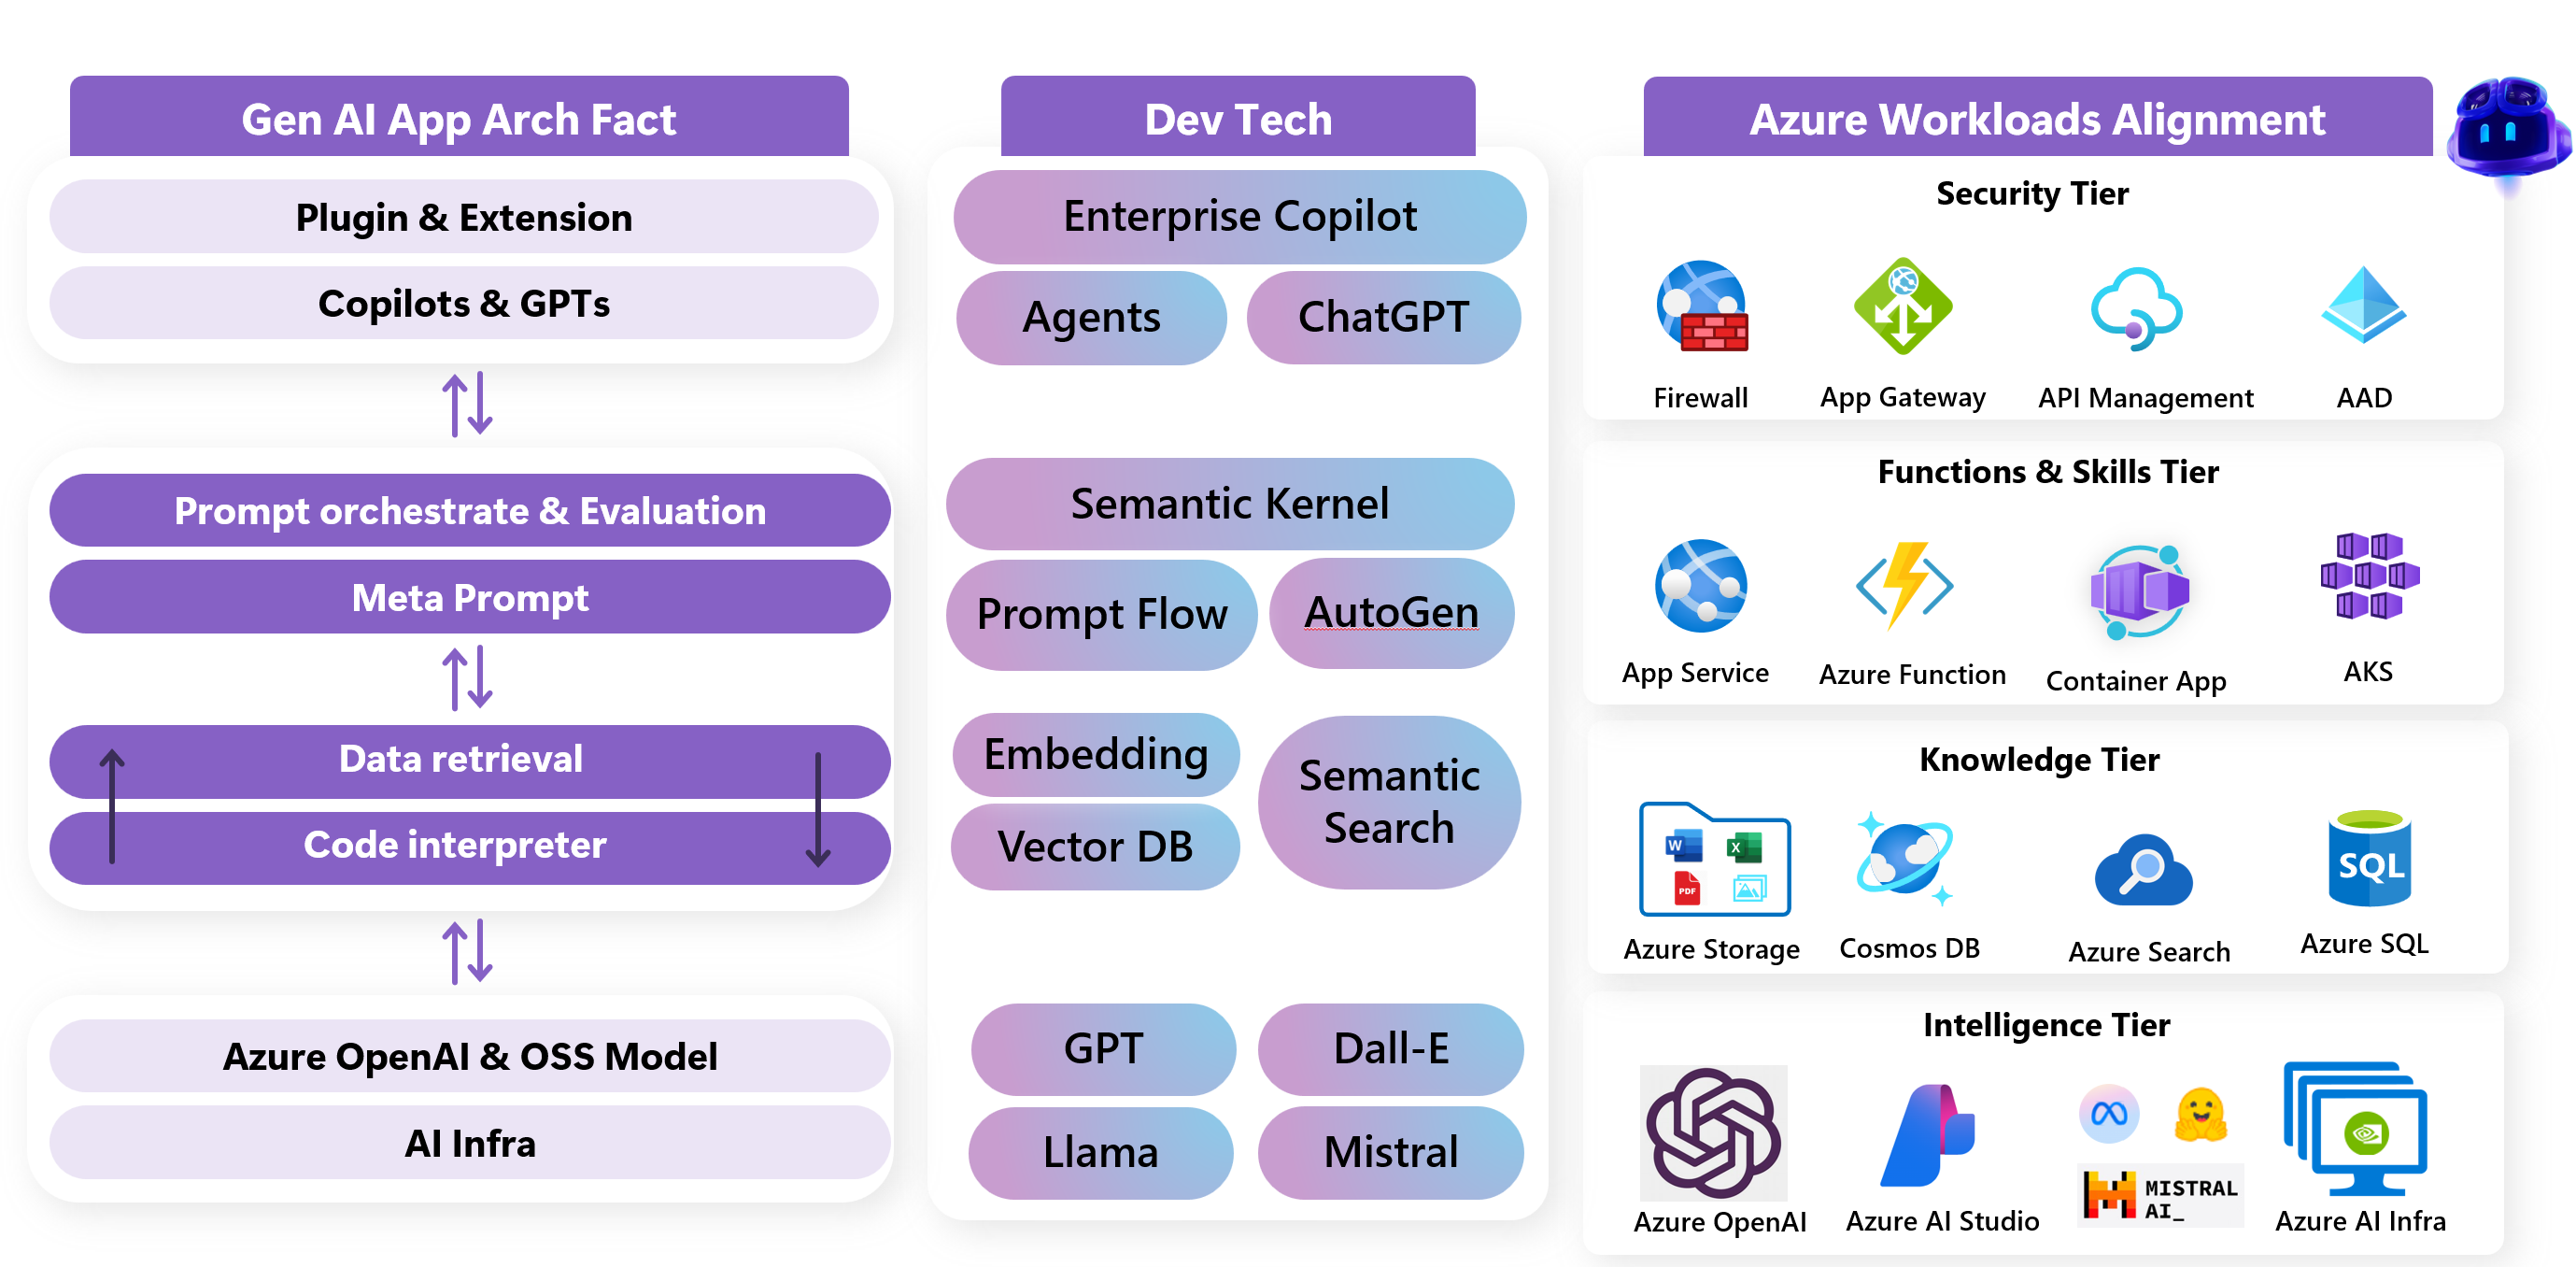 Gen AI App Arch Fact
Plugin & Extension
Copilots & GPTs
Prompt orchestrate & Evaluation
Meta Prompt
Data retrieval
Code interpreter
Azure OpenAI & OSS Model
AI Infra
Dev Tech
Enterprise Copilot
Agents
ChatGPT
Semantic Kernel
Prompt Flow
AutoGen
Embedding
Vector DB
Semantic
Search
GPT
Dall-E
Llama
Mistral
Azure Workloads Alignment
Security Tier
Firewall
App Gateway
API Management
AAD
Functions & Skills Tier
App Service
Azure Function
Container App
AKS
Knowledge Tier
W
X
PDF
SQL
Azure Storage
Cosmos DB
Azure Search
Azure SQL
Intelligence Tier
MISTRAL
AI_
Azure OpenAI
Azure AI Studio
Azure AI Infra